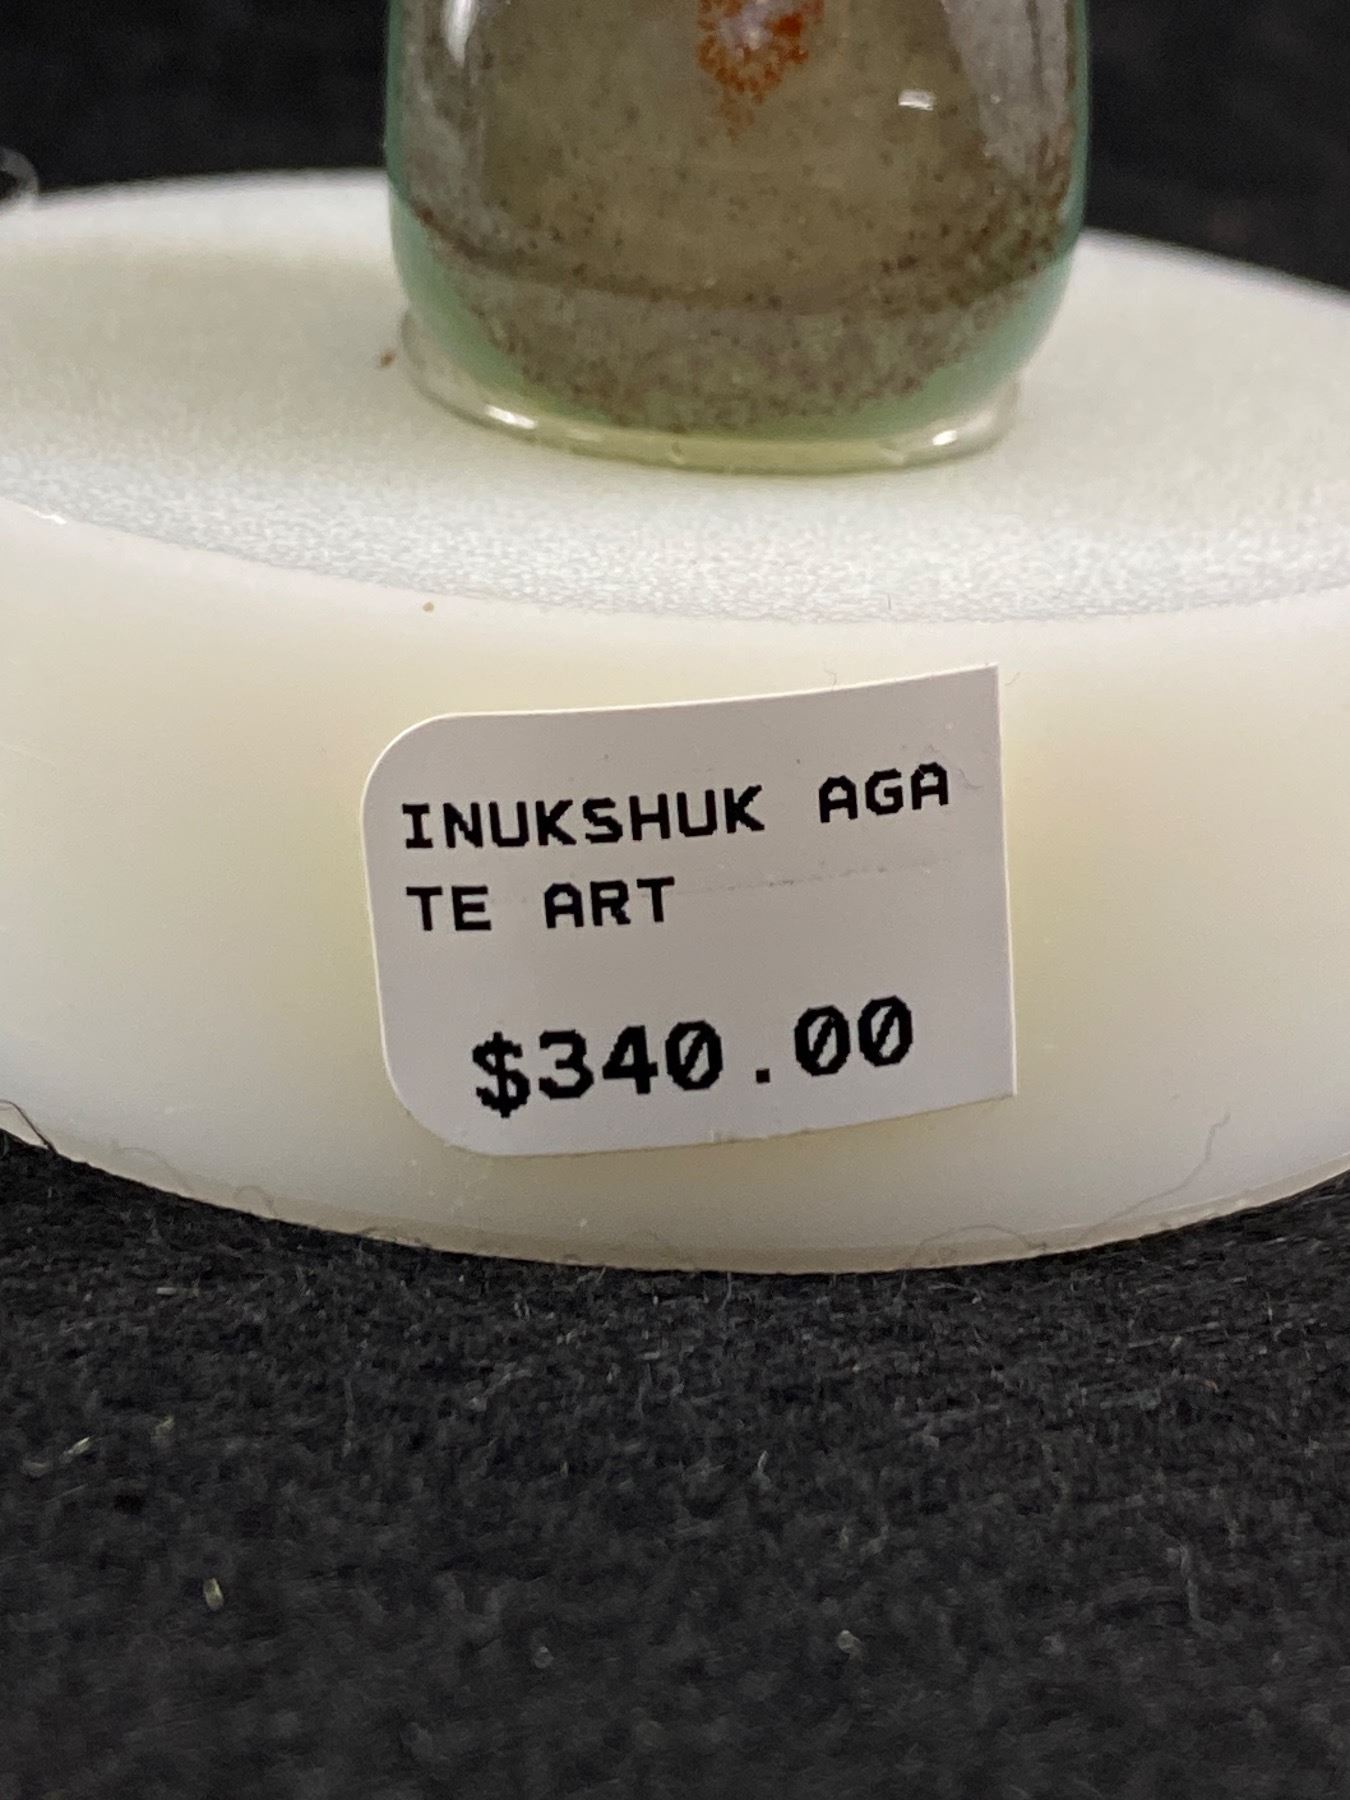 INUKSHUK AGA
TE ART
$340.00